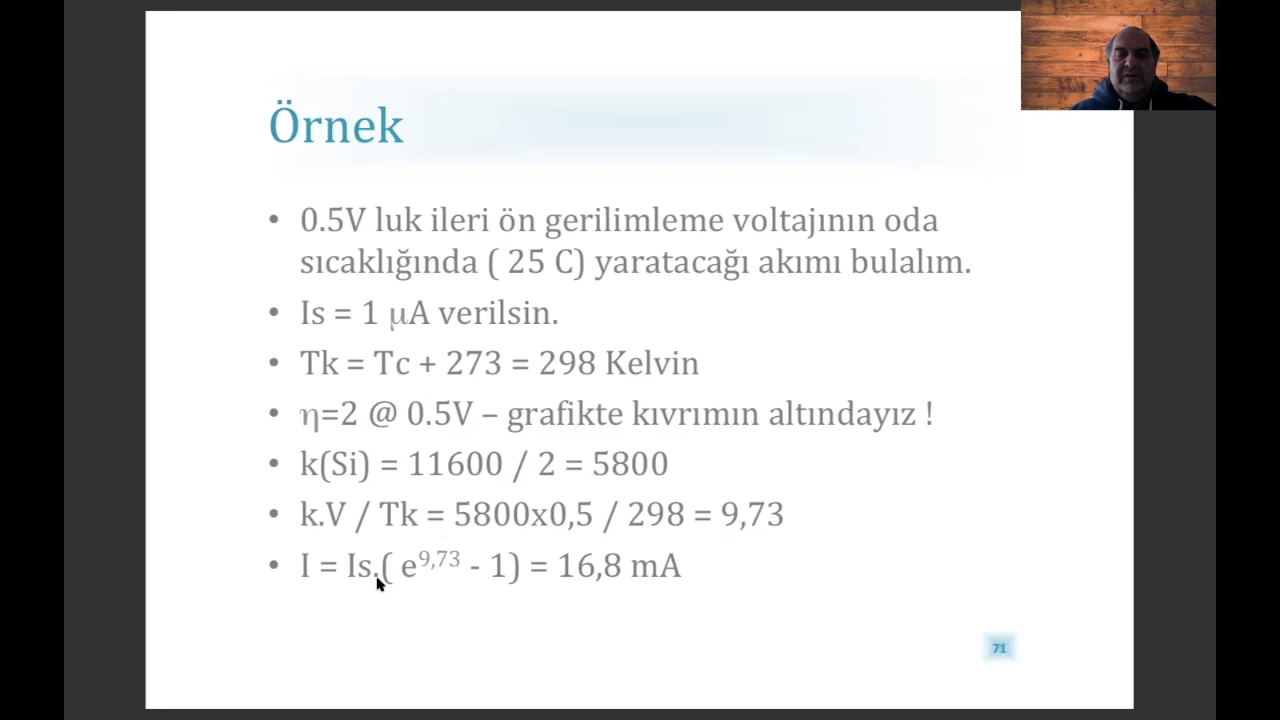 Örnek
• 0.5V luk ileri ön gerilimleme voltajının oda
sıcaklığında ( 25 C) yaratacağı akımı bulalım.
• Is = 1 µA verilsin.
• Tk = Tc + 273 = 298 Kelvin
• η=2 @ 0.5V – grafikte kıvrımın altındayız !
• k(Si) = 11600 / 2 = 5800
• k.V / Tk = 5800x0,5 / 298 = 9,73
• I = Is.( e^9,73 - 1) = 16,8 mA
71